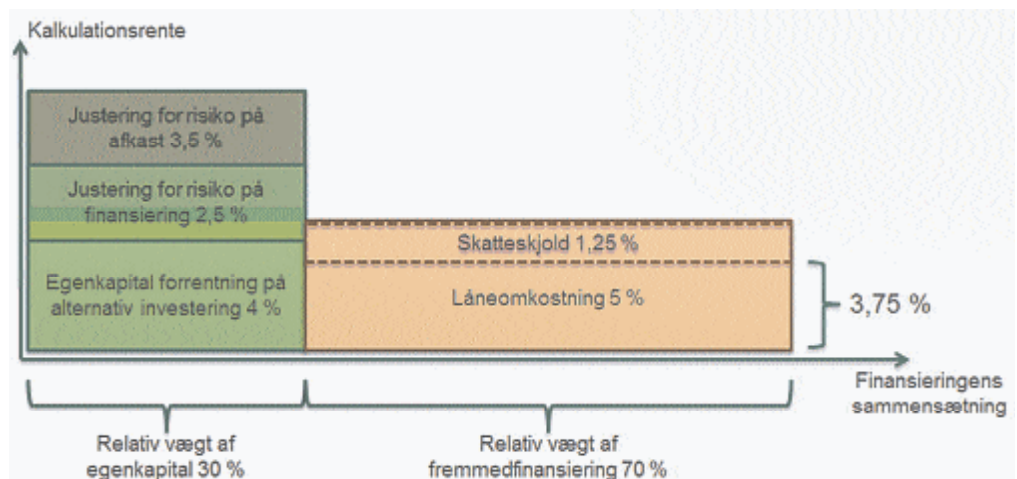 Kalkulationsrente
Justering for risiko på
afkast 3,5 %
Justering for risiko på
finansiering 2,5 %
Egenkapital forrentning på
alternativ investering 4 %
Skatteskjold 1,25 %
Låneomkostning 5 %
3,75 %
Finansieringens
sammensætning
Relativ vægt af
egenkapital 30 %
Relativ vægt af
fremmedfinansiering 70 %